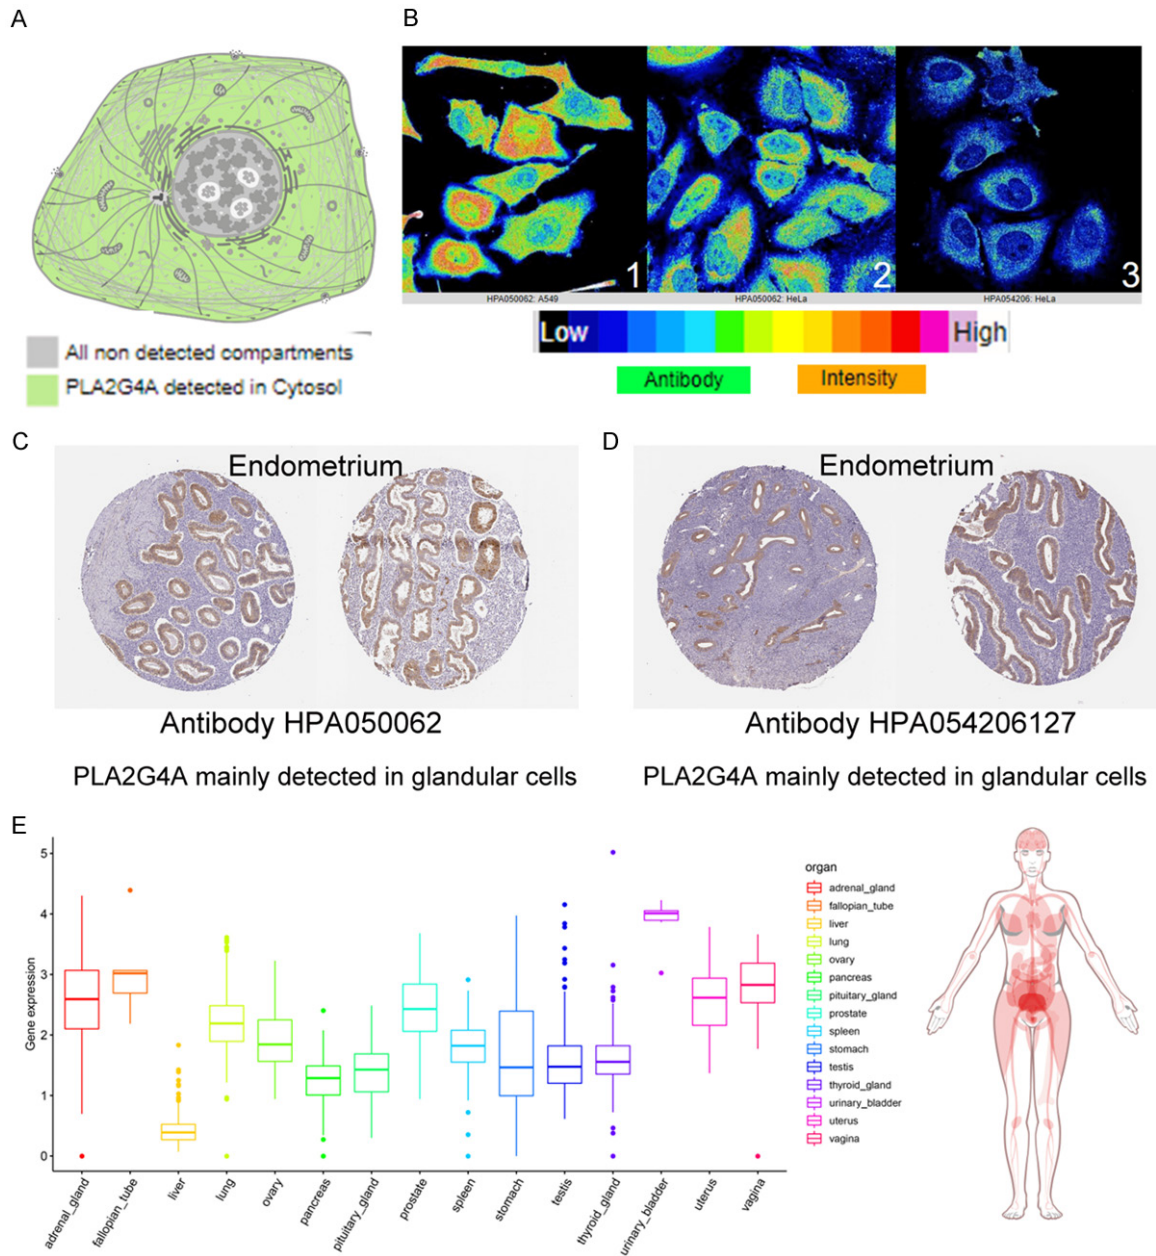 A
All non detected compartments
PLA2G4A detected in Cytosol
B
1
2
3
HPA050062: A549
HPA050062: HeLa
HPA054206: HeLa
Low
High
Antibody
Intensity
C
Endometrium
Antibody HPA050062
PLA2G4A mainly detected in glandular cells
D
Endometrium
Antibody HPA054206127
PLA2G4A mainly detected in glandular cells
E
Gene expression
5
4
3
2
1
0
adrenal_gland
fallopian_tube
liver
lung
ovary
pancreas
pituitary_gland
prostate
spleen
stomach
testis
thyroid_gland
urinary_bladder
uterus
vagina
organ
adrenal_gland
fallopian_tube
liver
lung
ovary
pancreas
pituitary_gland
prostate
spleen
stomach
testis
thyroid_gland
urinary_bladder
uterus
vagina